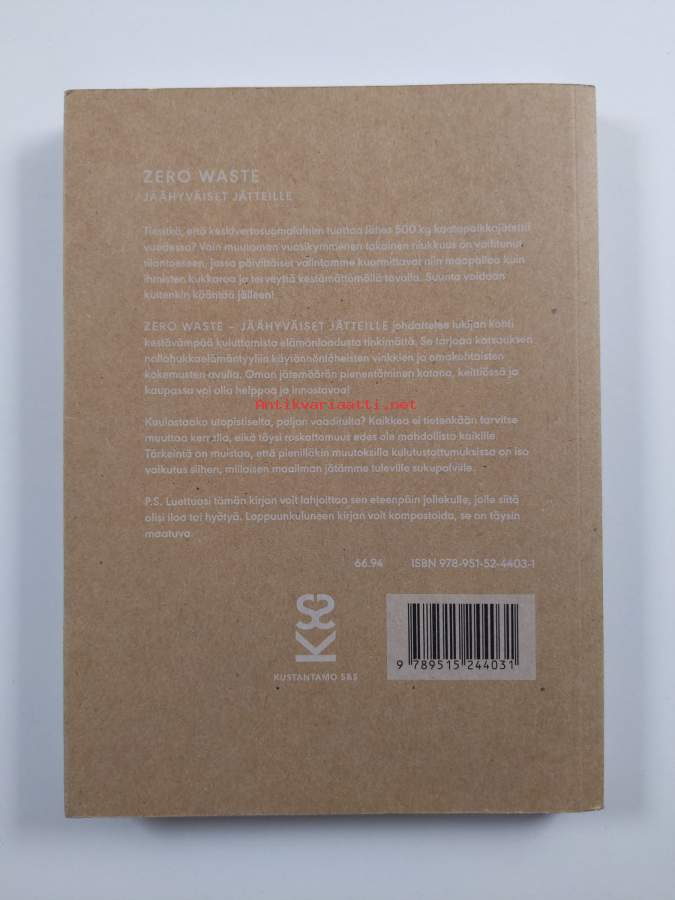 ZERO WASTE
JÄÄHYVÄISET JÄTTEILLE
Tiesitkö, että keskivertosuomalainen tuottaa lähes 500 kg kaatopaikkajätettä
vuodessa? Vain muutaman vuosikymmenen takainen niukkuus on vaihtunut
tilanteeseen, jossa päivittäiset valintamme kuormittavat niin maapalloa kuin
ihmisten kukkaroa ja terveyttä kestämättömällä tavalla. Suunta voidaan
kuitenkin kääntää jälleen!
ZERO WASTE – JÄÄHYVÄISET JÄTTEILLE johdattelee lukijan kohti
kestävämpää kuluttamista elämänlaadusta tinkimättä. Se tarjoaa katsauksen
nollahukkaelämäntyyliin käytännönläheisten vinkkien ja omakohtaisten
kokemusten avulla. Oman jätemäärän pienentäminen kotona, keittiössä ja
kaupassa voi olla helppoa ja innostavaa!
Antikvariaatti.net
Kuulostaako utopistiselta, paljon vaaditulta? Kaikkea ei tietenkään tarvitse
muuttaa kerralla, eikä täysi roskattomuus edes ole mahdollista kaikille.
Tärkeintä on muistaa, että pienilläkin muutoksilla kulutustottumuksissa on iso
vaikutus siihen, millaisen maailman jätämme tuleville sukupolville.
P.S. Luettuasi tämän kirjan voit lahjoittaa sen eteenpäin jollekulle, jolle siitä
olisi iloa tai hyötyä. Loppuunkuluneen kirjan voit kompostoida, se on täysin
maatuva.
66.94 ISBN 978-951-52-4403-1
K&S
KUSTANTAMO S&S
9 789515 244031